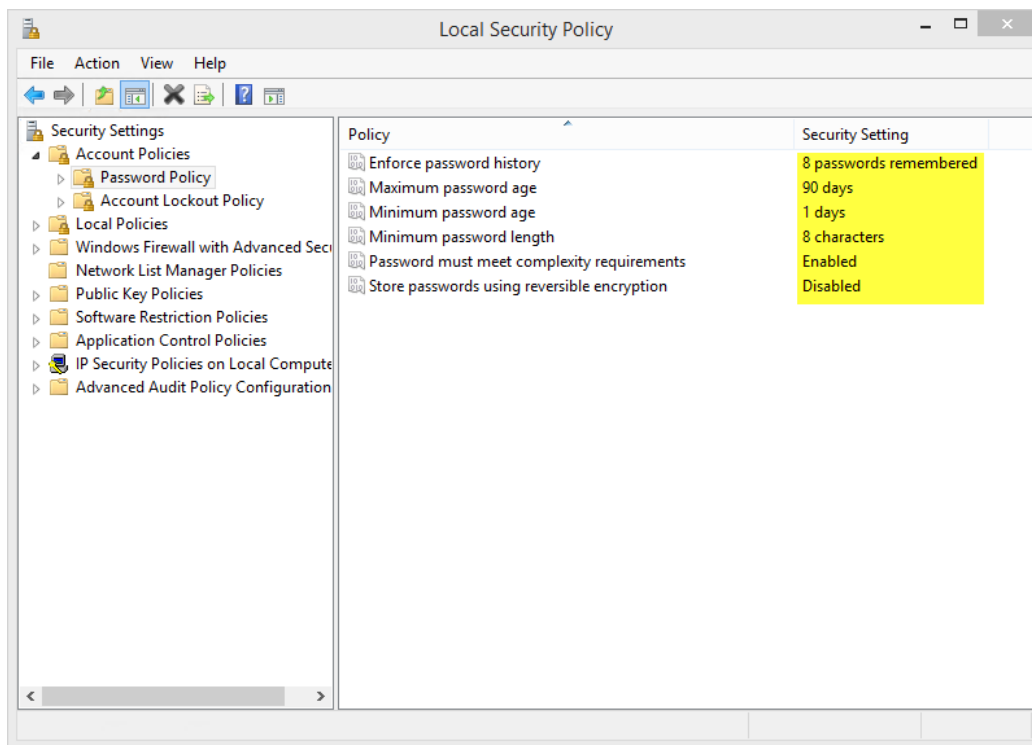 Local Security Policy
File Action View Help
Security Settings
Account Policies
Password Policy
Account Lockout Policy
Local Policies
Windows Firewall with Advanced Secu
Network List Manager Policies
Public Key Policies
Software Restriction Policies
Application Control Policies
IP Security Policies on Local Compute
Advanced Audit Policy Configuration
Policy Security Setting
Enforce password history 8 passwords remembered
Maximum password age 90 days
Minimum password age 1 days
Minimum password length 8 characters
Password must meet complexity requirements Enabled
Store passwords using reversible encryption Disabled